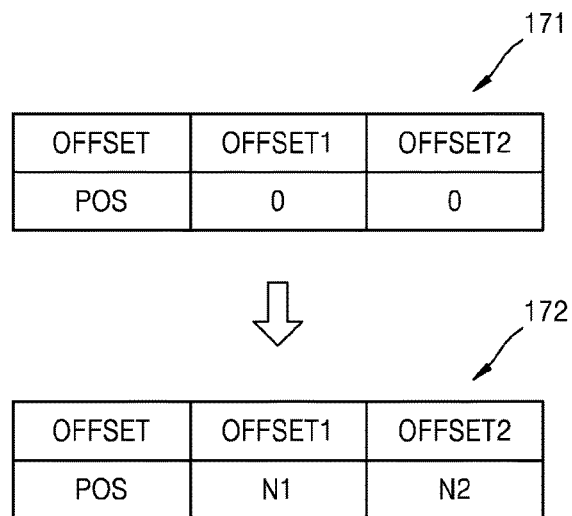 171
OFFSET OFFSET1 OFFSET2
POS 0 0
172
OFFSET OFFSET1 OFFSET2
POS N1 N2